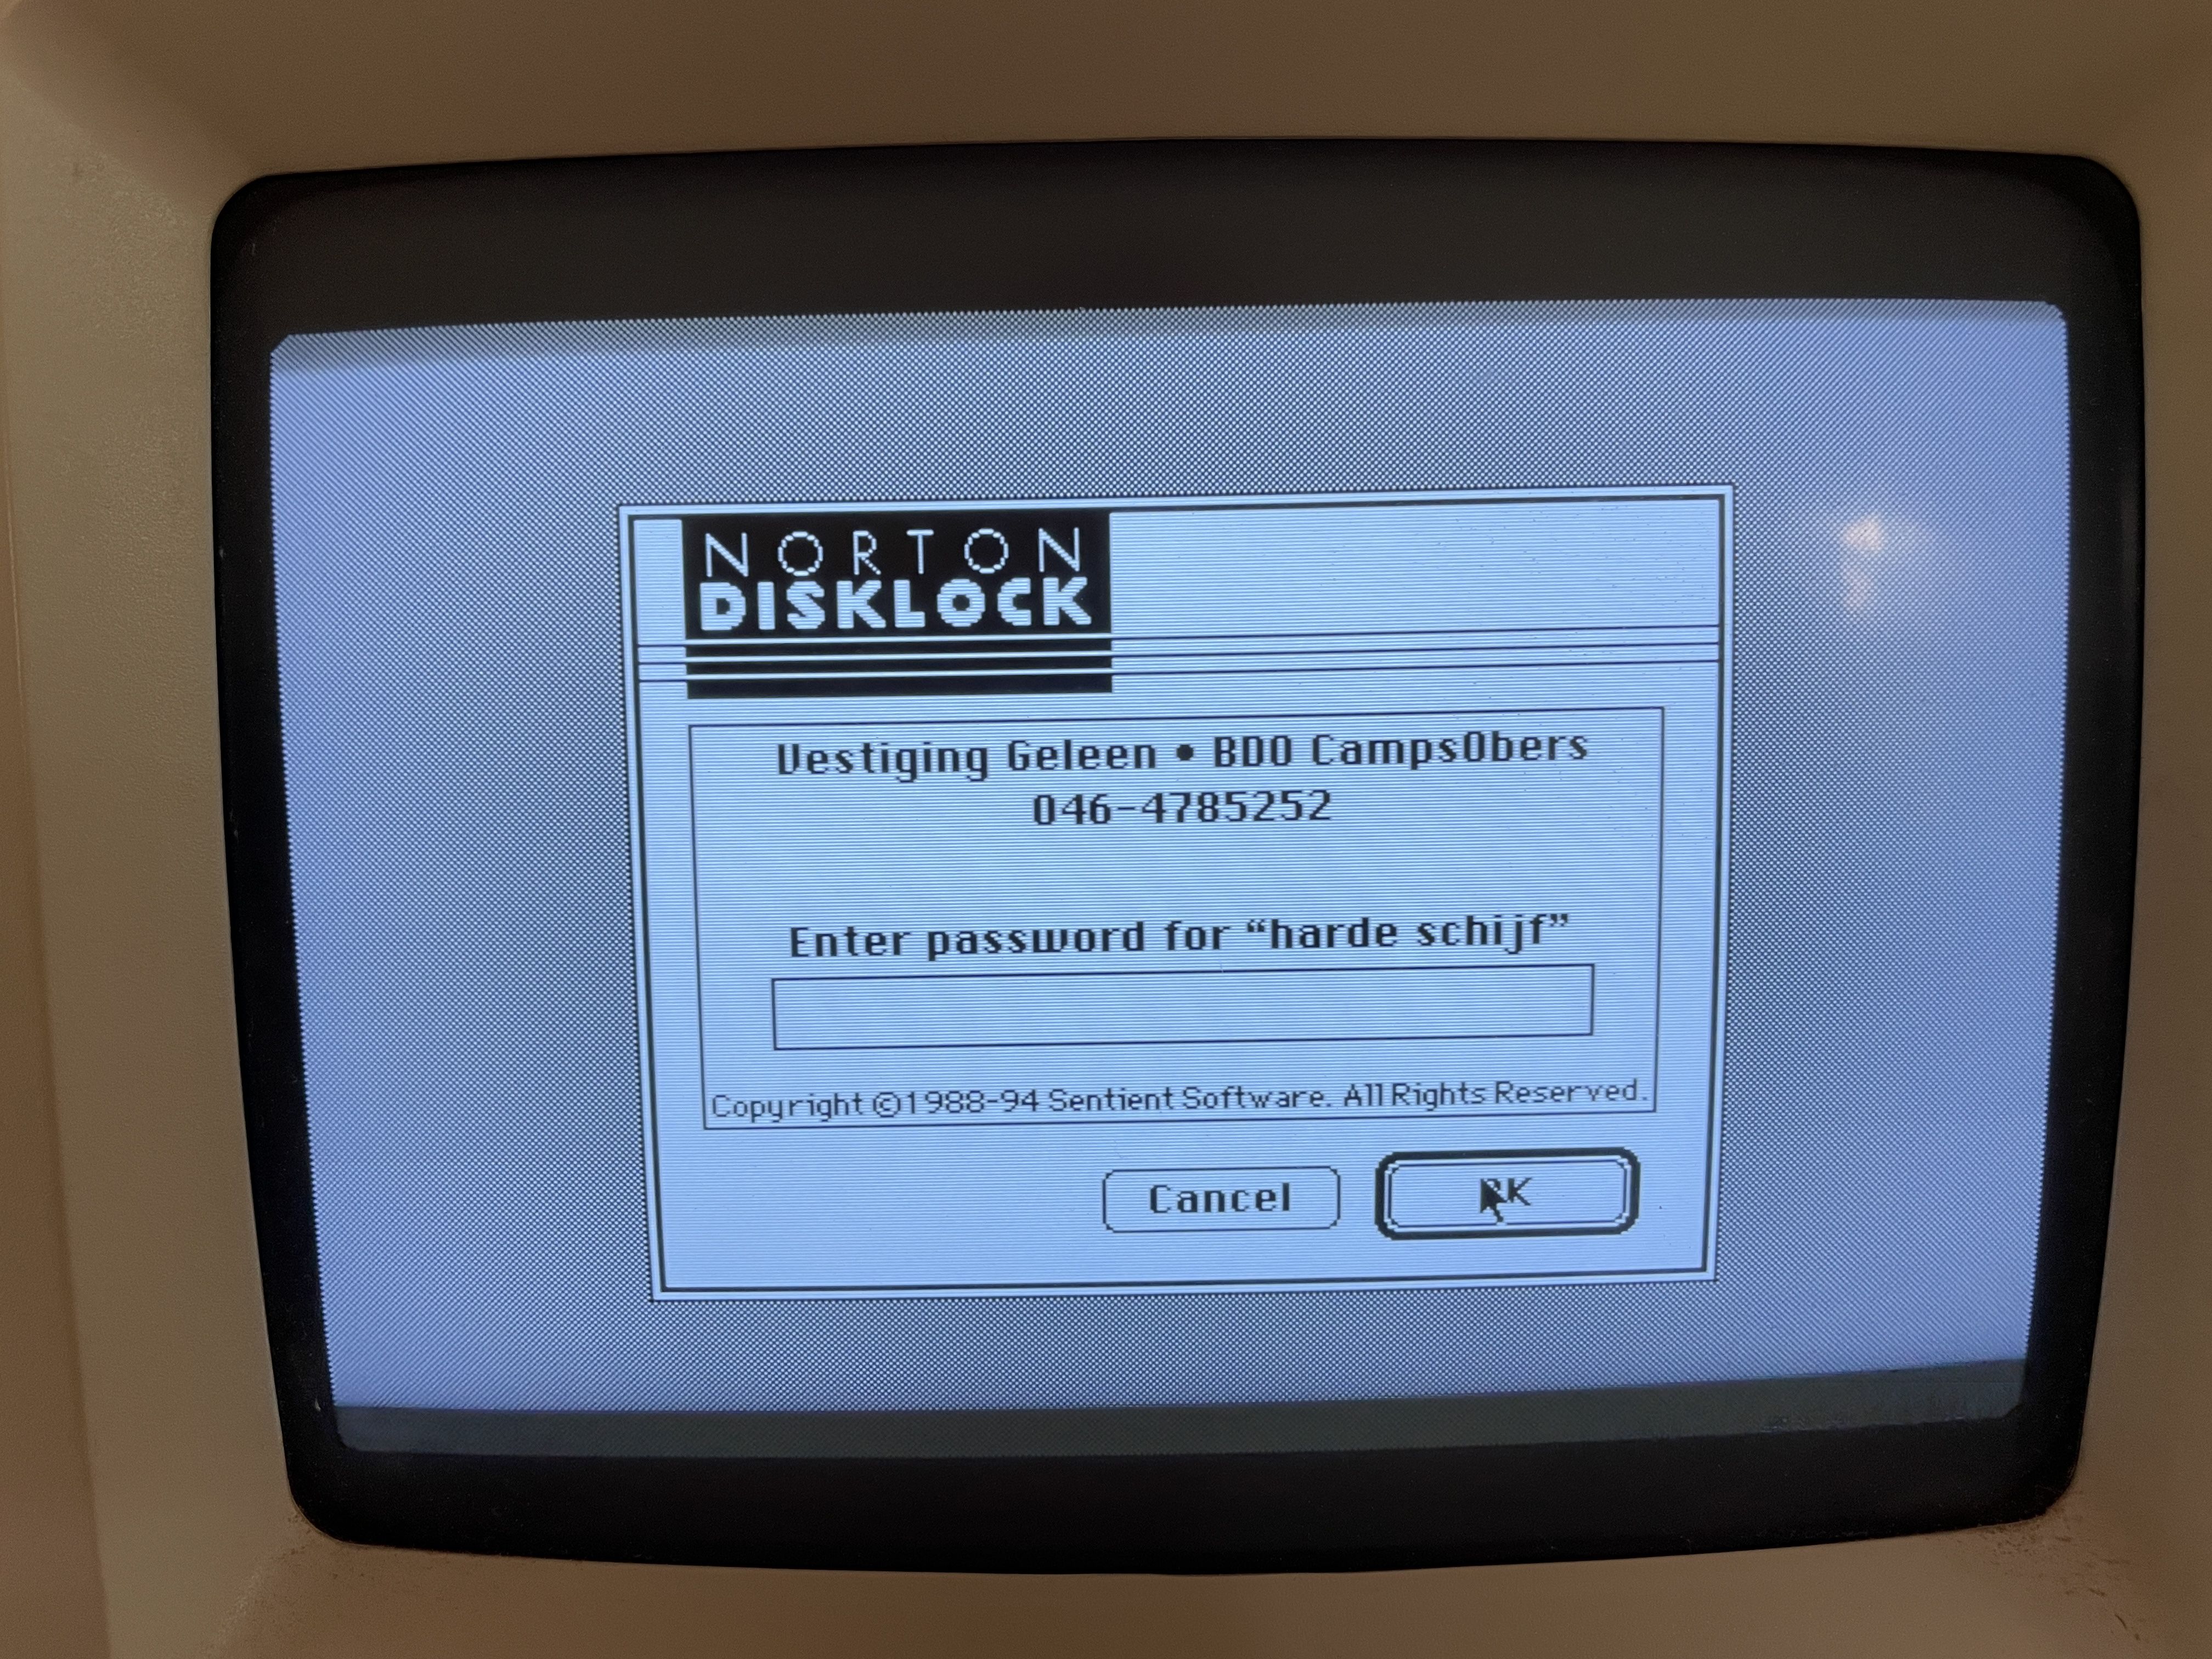 NORTON
DISKLOCK
Vestiging Geleen • BDO CampsObers
046-4785252
Enter password for “harde schijf”
Copyright ©1988-94 Sentient Software. All Rights Reserved.
Cancel
OK